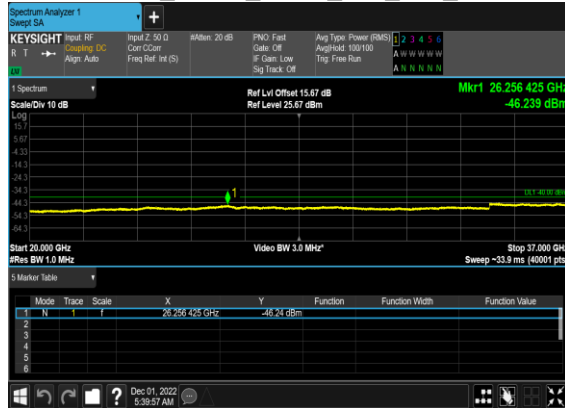 Spectrum Analyzer 1
Swept SA
+
KEYSIGHT Input: RF Input Z: 50 Ω #Atten: 20 dB PNO: Fast Avg Type: Power (RMS) 1 2 3 4 5 6
R T Coupling: DC Corr CCorr Gate: Off Avg|Hold: 100/100 A W W W W W
Align: Auto Freq Ref: Int (S) IF Gain: Low Trig: Free Run
Sig Track: Off A N N N N N
1 Spectrum Ref Lvl Offset 15.67 dB Mkr1 26.256 425 GHz
Scale/Div 10 dB Ref Level 25.67 dBm -46.239 dBm
Log
15.7
5.67
-4.33
-14.3
-24.3
-34.3 1 DL1 -40.00 dBm
-44.3
-54.3
-64.3
Start 20.000 GHz Video BW 3.0 MHz* Stop 37.000 GHz
#Res BW 1.0 MHz Sweep ~33.9 ms (40001 pts)
5 Marker Table
Mode Trace Scale X Y Function Function Width Function Value
1 N 1 f 26.256 425 GHz -46.24 dBm
2
3
4
5
6
? Dec 01, 2022
5:39:57 AM